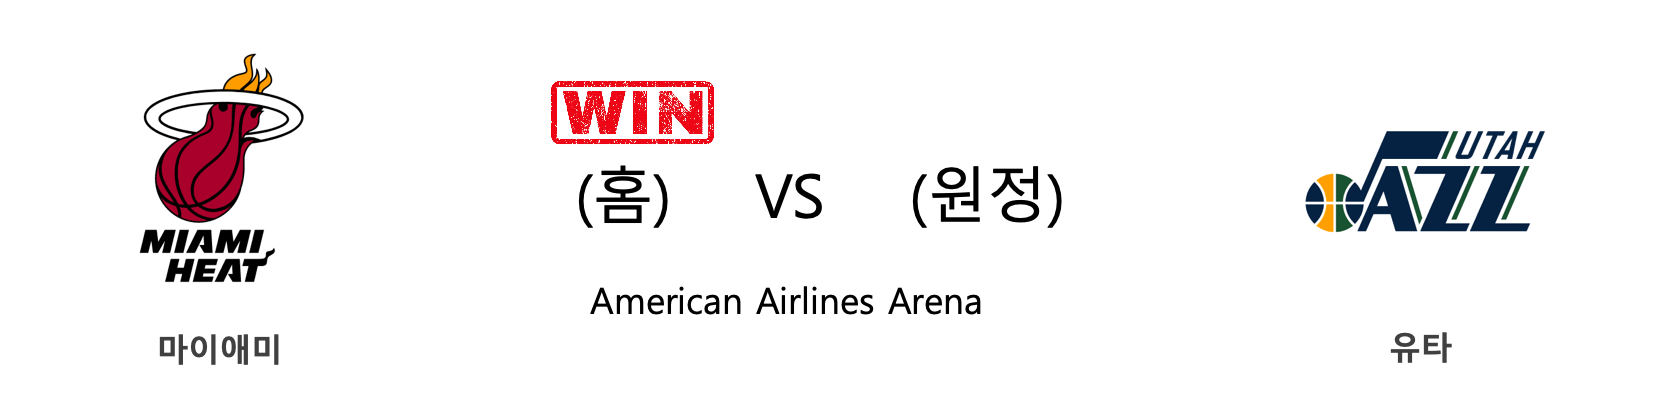 MIAMI
HEAT
마이애미
WIN
(홈) VS (원정)
American Airlines Arena
UTAH
JAZZ
유타